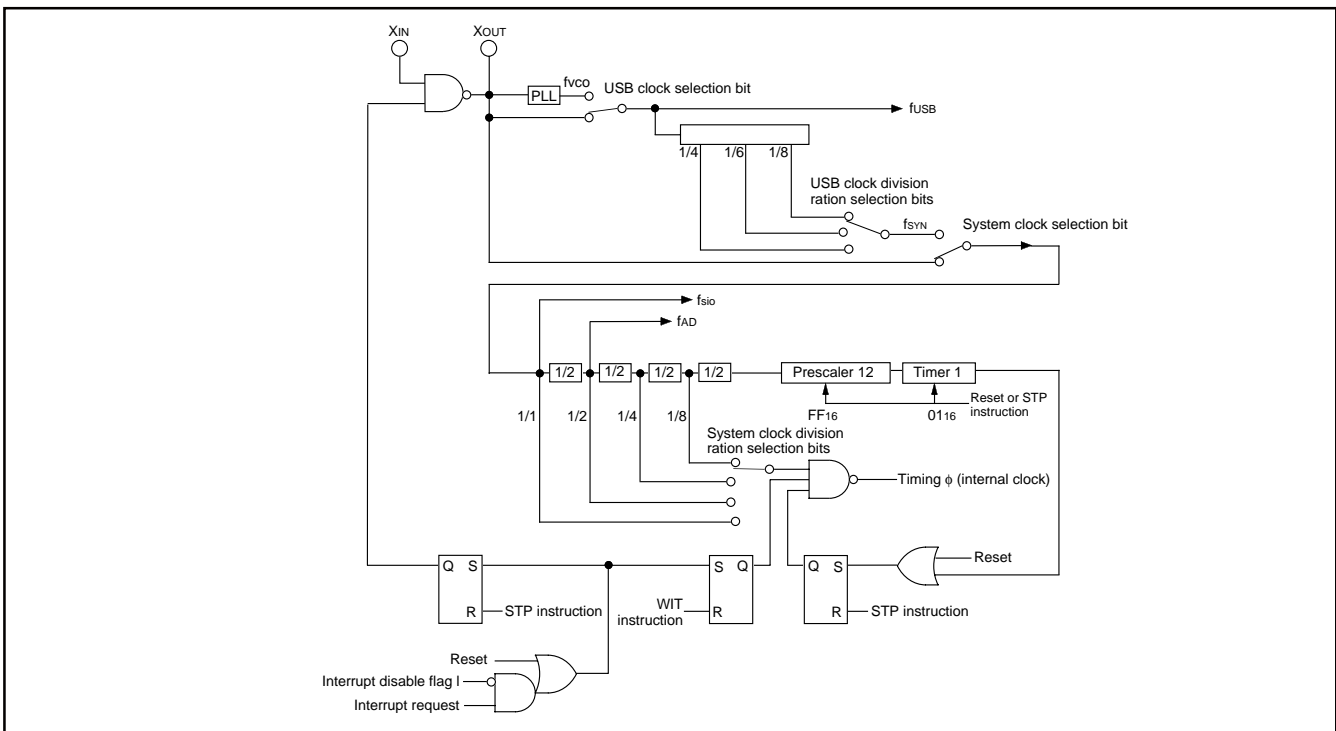 XIN
XOUT
fVCO
PLL
USB clock selection bit
fUSB
1/4
1/6
1/8
USB clock division
ration selection bits
fSYN
System clock selection bit
fsio
fAD
1/2
1/2
1/2
1/2
Prescaler 12
Timer 1
Reset or STP
instruction
FF16
0116
1/1
1/2
1/4
1/8
System clock division
ration selection bits
Timing ϕ (internal clock)
Q S
R
STP instruction
WIT
instruction
S Q
R
Q S
R
STP instruction
Reset
Reset
Interrupt disable flag I
Interrupt request